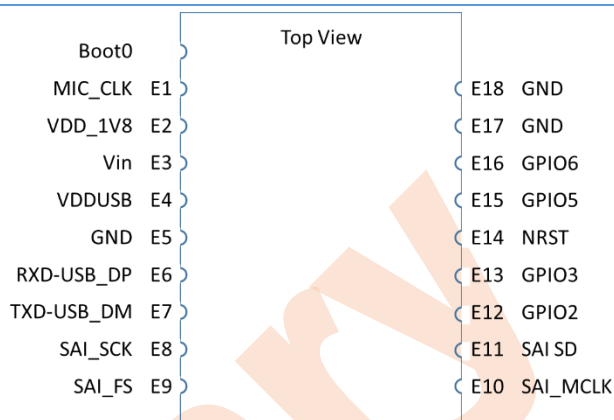 Top View
Boot0
MIC_CLK E1 E18 GND
VDD_1V8 E2 E17 GND
Vin E3 E16 GPIO6
VDDUSB E4 E15 GPIO5
GND E5 E14 NRST
RXD-USB_DP E6 E13 GPIO3
TXD-USB_DM E7 E12 GPIO2
SAI_SCK E8 E11 SAI SD
SAI_FS E9 E10 SAI_MCLK